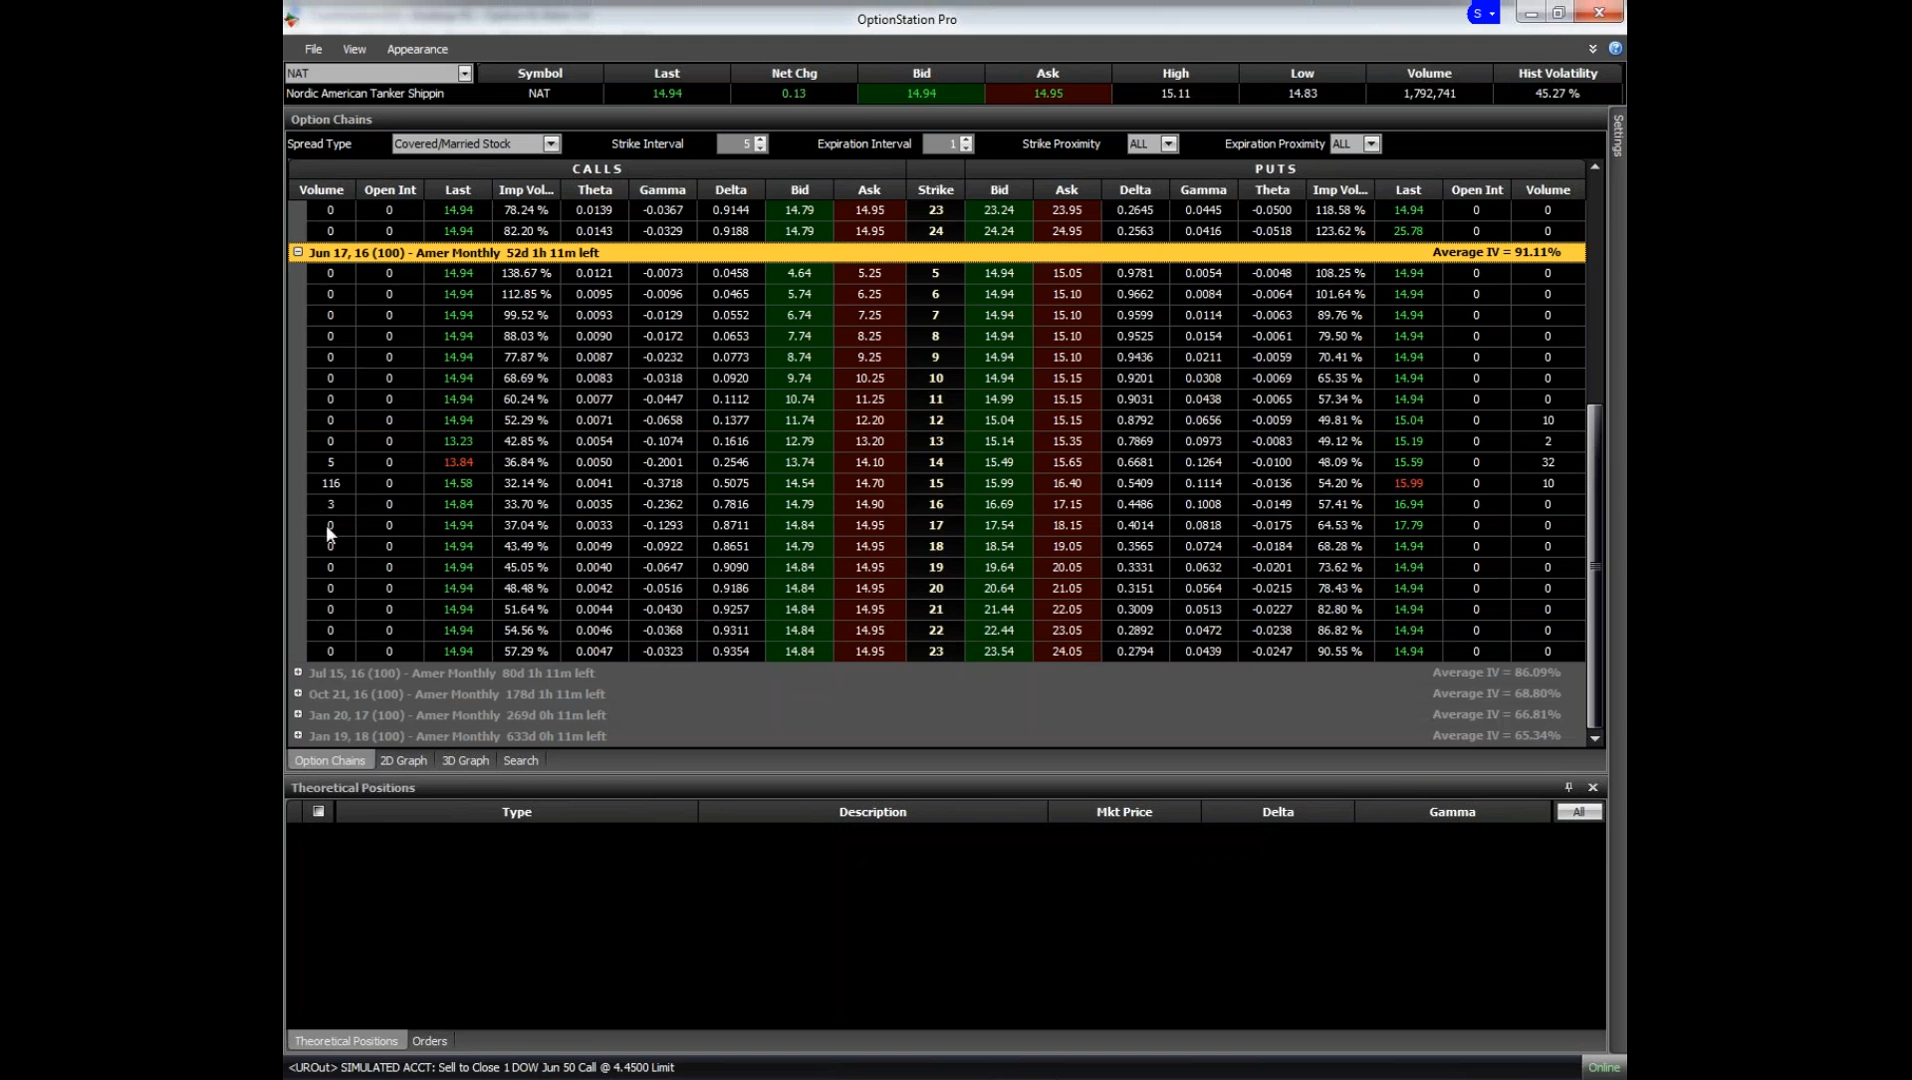 OptionStation Pro
S
File View Appearance
NAT Symbol Last Net Chg Bid Ask High Low Volume Hist Volatility
Nordic American Tanker Shippin NAT 14.94 0.13 14.94 14.95 15.11 14.83 1,792,741 45.27 %
Option Chains
Settings
Spread Type Covered/Married Stock Strike Interval 5 Expiration Interval 1 Strike Proximity ALL Expiration Proximity ALL
CALLS PUTS
Volume Open Int Last Imp Vol... Theta Gamma Delta Bid Ask Strike Bid Ask Delta Gamma Theta Imp Vol... Last Open Int Volume
0 0 14.94 78.24 % 0.0139 -0.0367 0.9144 14.79 14.95 23 23.24 23.95 0.2645 0.0445 -0.0500 118.58 % 14.94 0 0
0 0 14.94 82.20 % 0.0143 -0.0329 0.9188 14.79 14.95 24 24.24 24.95 0.2563 0.0416 -0.0518 123.62 % 25.78 0 0
Jun 17, 16 (100) - Amer Monthly 52d 1h 11m left Average IV = 91.11%
0 0 14.94 138.67 % 0.0121 -0.0073 0.0458 4.64 5.25 5 14.94 15.05 0.9781 0.0054 -0.0048 108.25 % 14.94 0 0
0 0 14.94 112.85 % 0.0095 -0.0096 0.0465 5.74 6.25 6 14.94 15.10 0.9662 0.0084 -0.0064 101.64 % 14.94 0 0
0 0 14.94 99.52 % 0.0093 -0.0129 0.0552 6.74 7.25 7 14.94 15.10 0.9599 0.0114 -0.0063 89.76 % 14.94 0 0
0 0 14.94 88.03 % 0.0090 -0.0172 0.0653 7.74 8.25 8 14.94 15.10 0.9525 0.0154 -0.0061 79.50 % 14.94 0 0
0 0 14.94 77.87 % 0.0087 -0.0232 0.0773 8.74 9.25 9 14.94 15.10 0.9436 0.0211 -0.0059 70.41 % 14.94 0 0
0 0 14.94 68.69 % 0.0083 -0.0318 0.0920 9.74 10.25 10 14.94 15.15 0.9201 0.0308 -0.0069 65.35 % 14.94 0 0
0 0 14.94 60.24 % 0.0077 -0.0447 0.1112 10.74 11.25 11 14.99 15.15 0.9031 0.0438 -0.0065 57.34 % 14.94 0 0
0 0 14.94 52.29 % 0.0071 -0.0658 0.1377 11.74 12.20 12 15.04 15.15 0.8792 0.0656 -0.0059 49.81 % 15.04 0 10
0 0 13.23 42.85 % 0.0054 -0.1074 0.1616 12.79 13.20 13 15.14 15.35 0.7869 0.0973 -0.0083 49.12 % 15.19 0 2
5 0 13.84 36.84 % 0.0050 -0.2001 0.2546 13.74 14.10 14 15.49 15.65 0.6681 0.1264 -0.0100 48.09 % 15.59 0 32
116 0 14.58 32.14 % 0.0041 -0.3718 0.5075 14.54 14.70 15 15.99 16.40 0.5409 0.1114 -0.0136 54.20 % 15.99 0 10
3 0 14.84 33.70 % 0.0035 -0.2362 0.7816 14.79 14.90 16 16.69 17.15 0.4486 0.1008 -0.0149 57.41 % 16.94 0 0
0 0 14.94 37.04 % 0.0033 -0.1293 0.8711 14.84 14.95 17 17.54 18.15 0.4014 0.0818 -0.0175 64.53 % 17.79 0 0
0 0 14.94 43.49 % 0.0049 -0.0922 0.8651 14.79 14.95 18 18.54 19.05 0.3565 0.0724 -0.0184 68.28 % 14.94 0 0
0 0 14.94 45.05 % 0.0040 -0.0647 0.9090 14.84 14.95 19 19.64 20.05 0.3331 0.0632 -0.0201 73.62 % 14.94 0 0
0 0 14.94 48.48 % 0.0042 -0.0516 0.9186 14.84 14.95 20 20.64 21.05 0.3151 0.0564 -0.0215 78.43 % 14.94 0 0
0 0 14.94 51.64 % 0.0044 -0.0430 0.9257 14.84 14.95 21 21.44 22.05 0.3009 0.0513 -0.0227 82.80 % 14.94 0 0
0 0 14.94 54.56 % 0.0046 -0.0368 0.9311 14.84 14.95 22 22.44 23.05 0.2892 0.0472 -0.0238 86.82 % 14.94 0 0
0 0 14.94 57.29 % 0.0047 -0.0323 0.9354 14.84 14.95 23 23.54 24.05 0.2794 0.0439 -0.0247 90.55 % 14.94 0 0
Jul 15, 16 (100) - Amer Monthly 80d 1h 11m left Average IV = 86.09%
Oct 21, 16 (100) - Amer Monthly 178d 1h 11m left Average IV = 68.80%
Jan 20, 17 (100) - Amer Monthly 269d 0h 11m left Average IV = 66.81%
Jan 19, 18 (100) - Amer Monthly 633d 0h 11m left Average IV = 65.34%
Option Chains 2D Graph 3D Graph Search
Theoretical Positions
Type Description Mkt Price Delta Gamma All
Theoretical Positions Orders
<UROut> SIMULATED ACCT: Sell to Close 1 DOW Jun 50 Call @ 4.4500 Limit Online